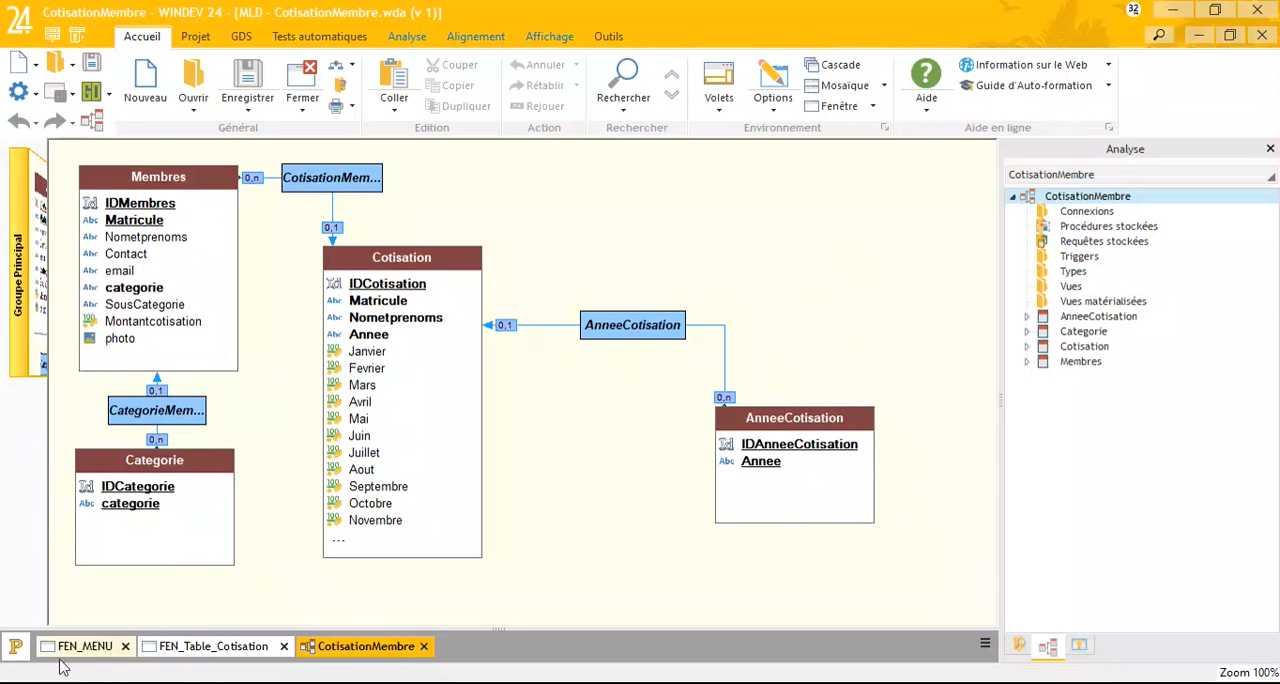 24 CotisationMembre - WINDEV 24 - [MLD - CotisationMembre.wda (v 1)] 32
Accueil Projet GDS Tests automatiques Analyse Alignement Affichage Outils
Nouveau Ouvrir Enregistrer Fermer
Général
Coller Couper Copier Dupliquer
Edition
Annuler Rétablir Rejouer
Action
Rechercher
Rechercher
Volets Options Cascade Mosaïque Fenêtre
Environnement
Aide Information sur le Web Guide d'Auto-formation
Aide en ligne
GO
Groupe Principal
Membres
IDMembres
Matricule
Nometprenoms
Contact
email
categorie
SousCategorie
Montantcotisation
photo
0,n
CotisationMem...
0,1
Cotisation
IDCotisation
Matricule
Nometprenoms
Annee
Janvier
Fevrier
Mars
Avril
Mai
Juin
Juillet
Aout
Septembre
Octobre
Novembre
...
0,1
AnneeCotisation
0,n
AnneeCotisation
IDAnneeCotisation
Annee
0,1
CategorieMem...
0,n
Categorie
IDCategorie
categorie
Analyse
CotisationMembre
CotisationMembre
Connexions
Procédures stockées
Requêtes stockées
Triggers
Types
Vues
Vues matérialisées
AnneeCotisation
Categorie
Cotisation
Membres
P FEN_MENU FEN_Table_Cotisation CotisationMembre
Zoom 100%